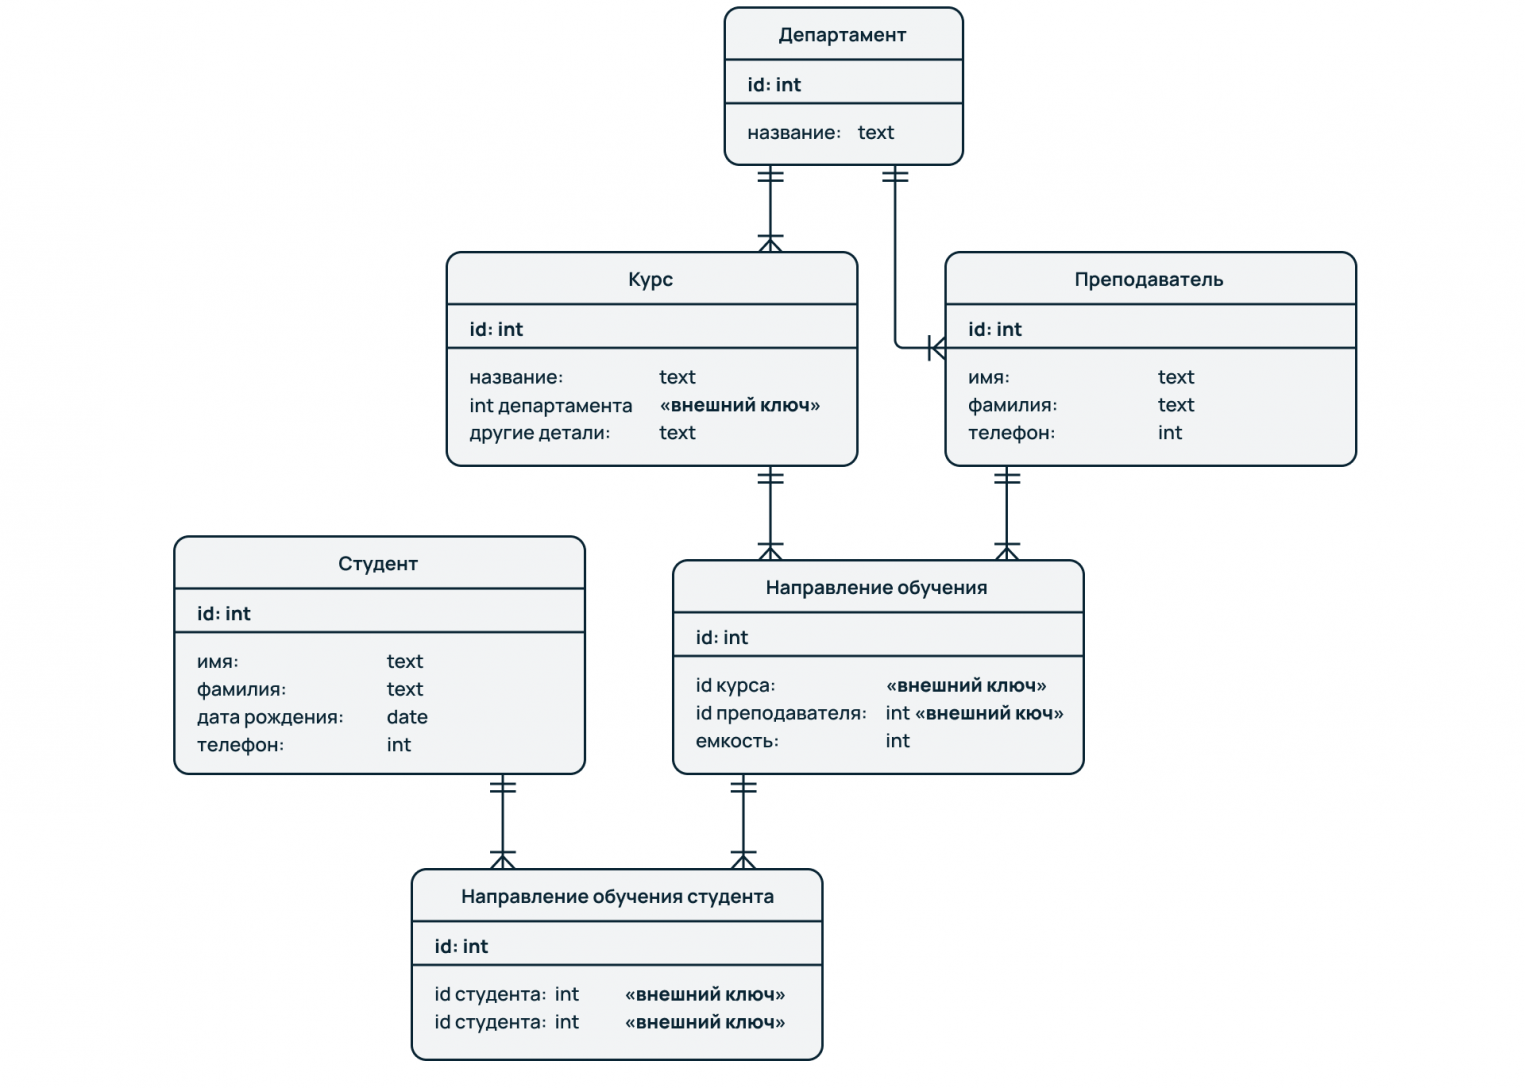 Департамент
id: int
название: text
Курс
id: int
название: text
int департамента «внешний ключ»
другие детали: text
Преподаватель
id: int
имя: text
фамилия: text
телефон: int
Студент
id: int
имя: text
фамилия: text
дата рождения: date
телефон: int
Направление обучения
id: int
id курса: «внешний ключ»
id преподавателя: int «внешний кюч»
емкость: int
Направление обучения студента
id: int
id студента: int «внешний ключ»
id студента: int «внешний ключ»